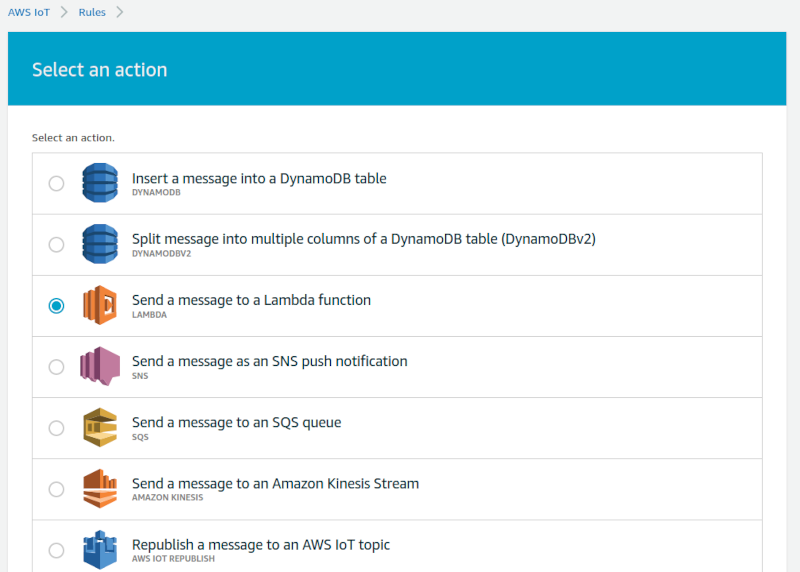 AWS IoT > Rules >
Select an action
Select an action.
Insert a message into a DynamoDB table
DYNAMODB
Split message into multiple columns of a DynamoDB table (DynamoDBv2)
DYNAMODBV2
Send a message to a Lambda function
LAMBDA
Send a message as an SNS push notification
SNS
Send a message to an SQS queue
SQS
Send a message to an Amazon Kinesis Stream
AMAZON KINESIS
Republish a message to an AWS IoT topic
AWS IOT REPUBLISH